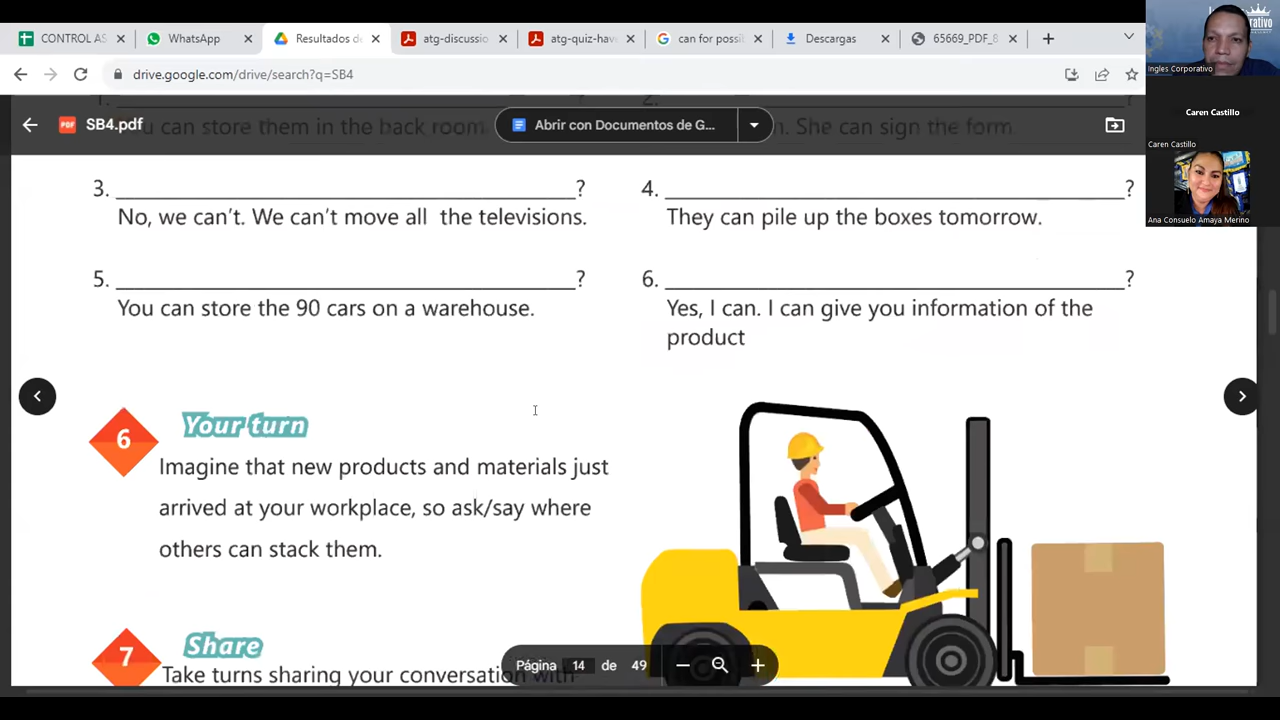 CONTROL AS
WhatsApp
Resultados de
atg-discussio
-quiz-hav
can for possi
Descargas
65669_PDF_
drive.google.com/drive/search?q=SB4
Ingles Corporativo
Caren Castillo
Caren Castillo
Ana Consuelo Amaya Merino
SB4.pdf
Abrir con Documentos de G...
1. ?
2. ?
can store them in the back room
She can sign the form
3. ?
No, we can't. We can't move all the televisions.
4. ?
They can pile up the boxes tomorrow.
5. ?
You can store the 90 cars on a warehouse.
6. ?
Yes, I can. I can give you information of the
product
6
Your turn
Imagine that new products and materials just
arrived at your workplace, so ask/say where
others can stack them.
7
Share
Take turns sharing your conversation with
Página 14 de 49